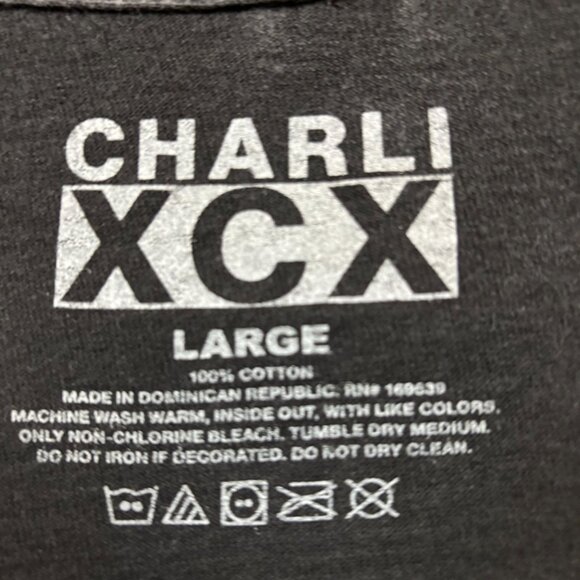 CHARLI
XCX
LARGE
100% COTTON
MADE IN DOMINICAN REPUBLIC. RN# 169639
MACHINE WASH WARM, INSIDE OUT, WITH LIKE COLORS.
ONLY NON-CHLORINE BLEACH. TUMBLE DRY MEDIUM.
DO NOT IRON IF DECORATED. DO NOT DRY CLEAN.